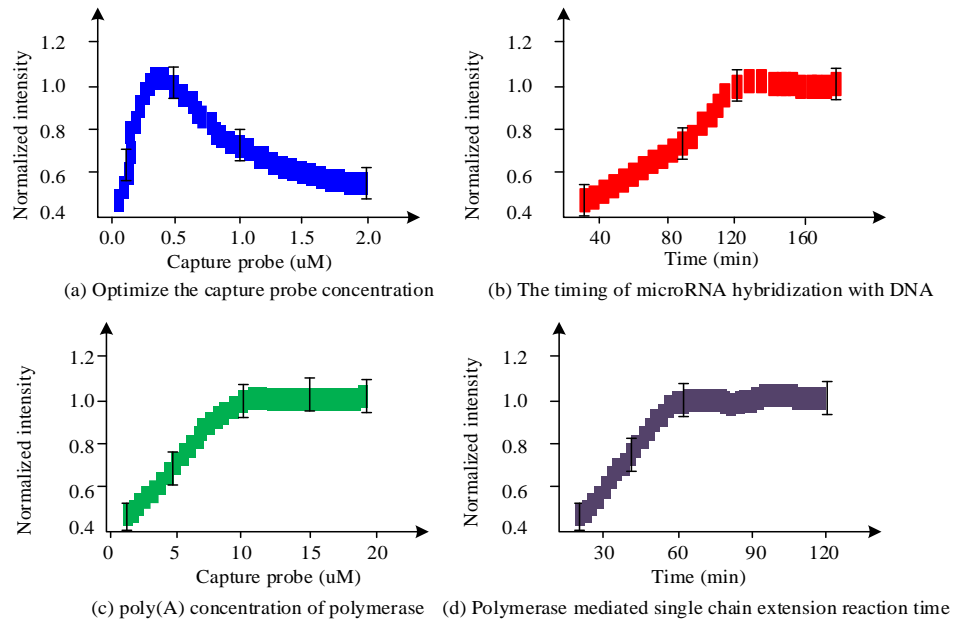 Normalized intensity
1.2
1.0
0.8
0.6
0.4
0.0 0.5 1.0 1.5 2.0
Capture probe (uM)
(a) Optimize the capture probe concentration
Normalized intensity
1.2
1.0
0.8
0.6
0.4
40 80 120 160
Time (min)
(b) The timing of microRNA hybridization with DNA
Normalized intensity
1.2
1.0
0.8
0.6
0.4
0 5 10 15 20
Capture probe (uM)
(c) poly(A) concentration of polymerase
Normalized intensity
1.2
1.0
0.8
0.6
0.4
30 60 90 120
Time (min)
(d) Polymerase mediated single chain extension reaction time